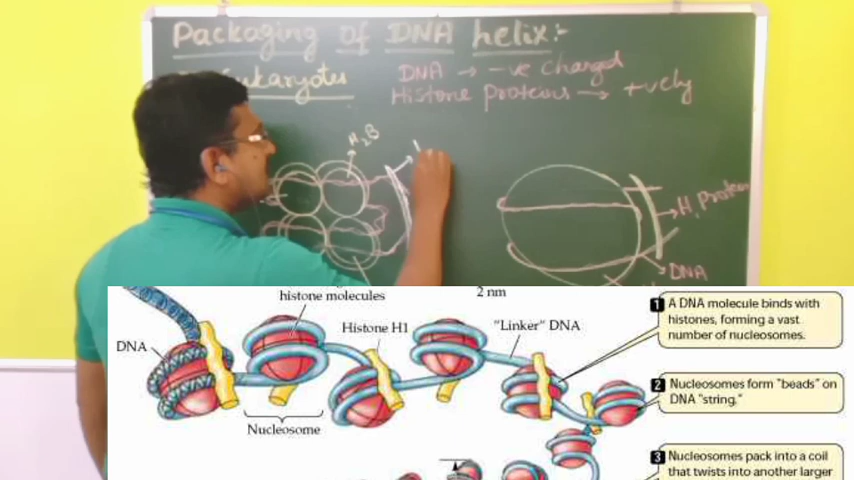 Packaging of DNA helix:-
Eukaryotes
DNA → -ve Charged
Histone Proteins → +vely
H2B
H1 Protein
DNA
histone molecules
2 nm
DNA
Histone H1
"Linker" DNA
Nucleosome
1 A DNA molecule binds with
histones, forming a vast
number of nucleosomes.
2 Nucleosomes form "beads" on
DNA "string."
3 Nucleosomes pack into a coil
that twists into another larger